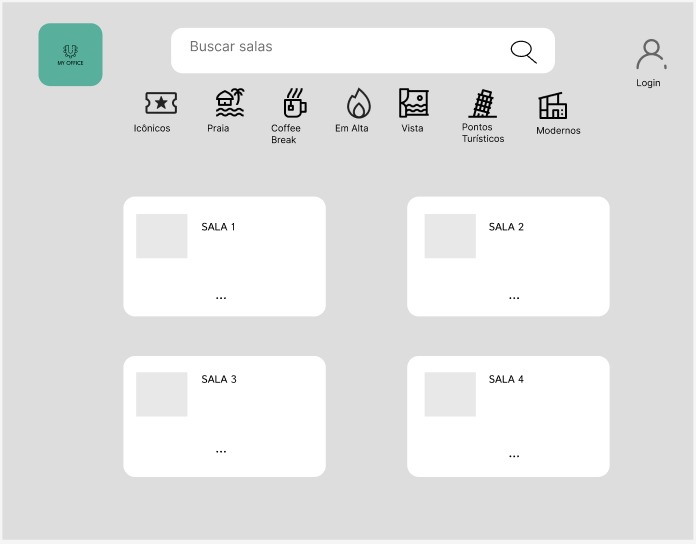 MY OFFICE
Buscar salas
Login
Icônicos
Praia
Coffee
Break
Em Alta
Vista
Pontos
Turísticos
Modernos
SALA 1
...
SALA 2
...
SALA 3
...
SALA 4
...